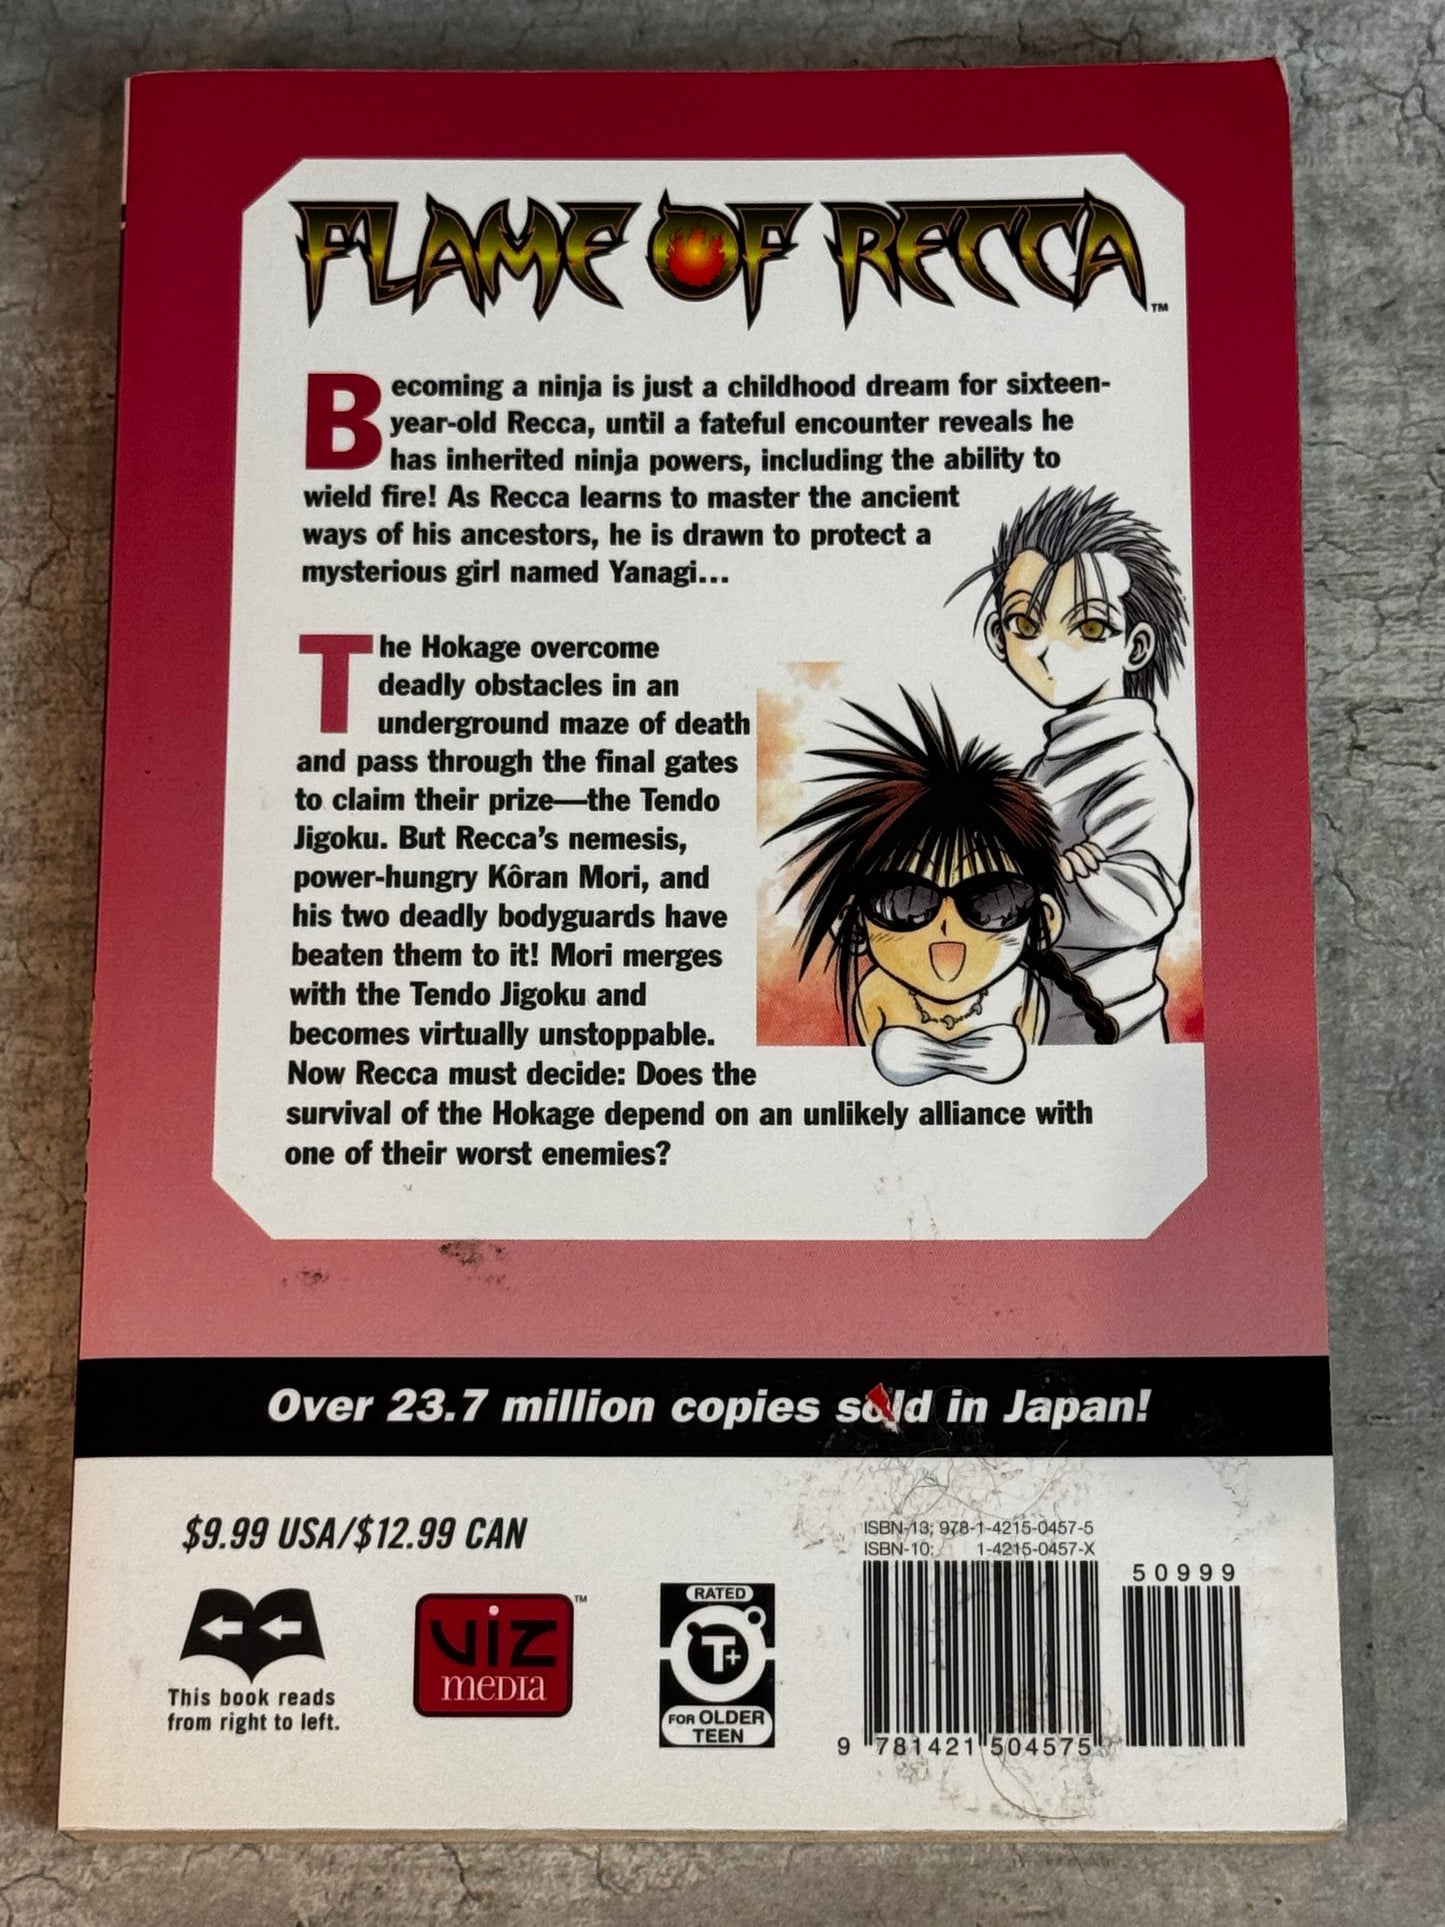 FLAME OF RECCA™
Becoming a ninja is just a childhood dream for sixteen-
year-old Recca, until a fateful encounter reveals he
has inherited ninja powers, including the ability to
wield fire! As Recca learns to master the ancient
ways of his ancestors, he is drawn to protect a
mysterious girl named Yanagi...
The Hokage overcome
deadly obstacles in an
underground maze of death
and pass through the final gates
to claim their prize—the Tendo
Jigoku. But Recca's nemesis,
power-hungry Kôran Mori, and
his two deadly bodyguards have
beaten them to it! Mori merges
with the Tendo Jigoku and
becomes virtually unstoppable.
Now Recca must decide: Does the
survival of the Hokage depend on an unlikely alliance with
one of their worst enemies?
Over 23.7 million copies sold in Japan!
$9.99 USA/$12.99 CAN
This book reads
from right to left.
VIZ
MEDIA
™
RATED
T+
FOR OLDER
TEEN
ISBN-13: 978-1-4215-0457-5
ISBN-10: 1-4215-0457-X
50999
9 781421 504575